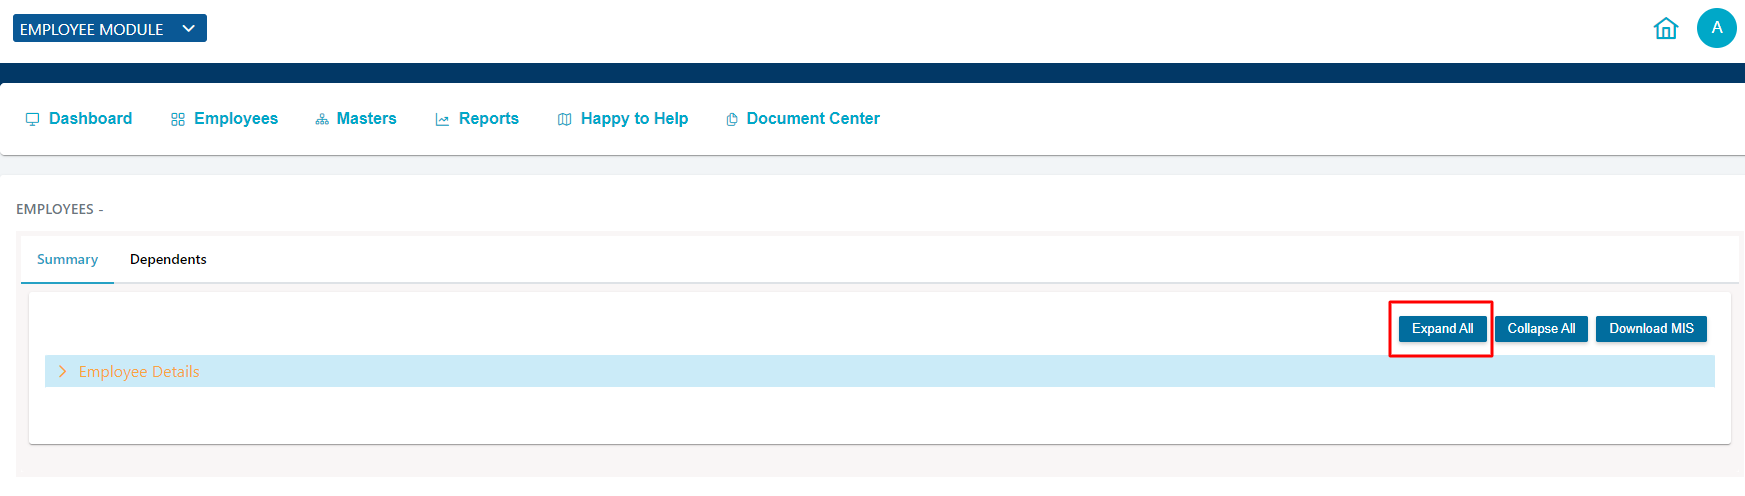 EMPLOYEE MODULE
A
Dashboard Employees Masters Reports Happy to Help Document Center
EMPLOYEES -
Summary Dependents
Expand All Collapse All Download MIS
Employee Details